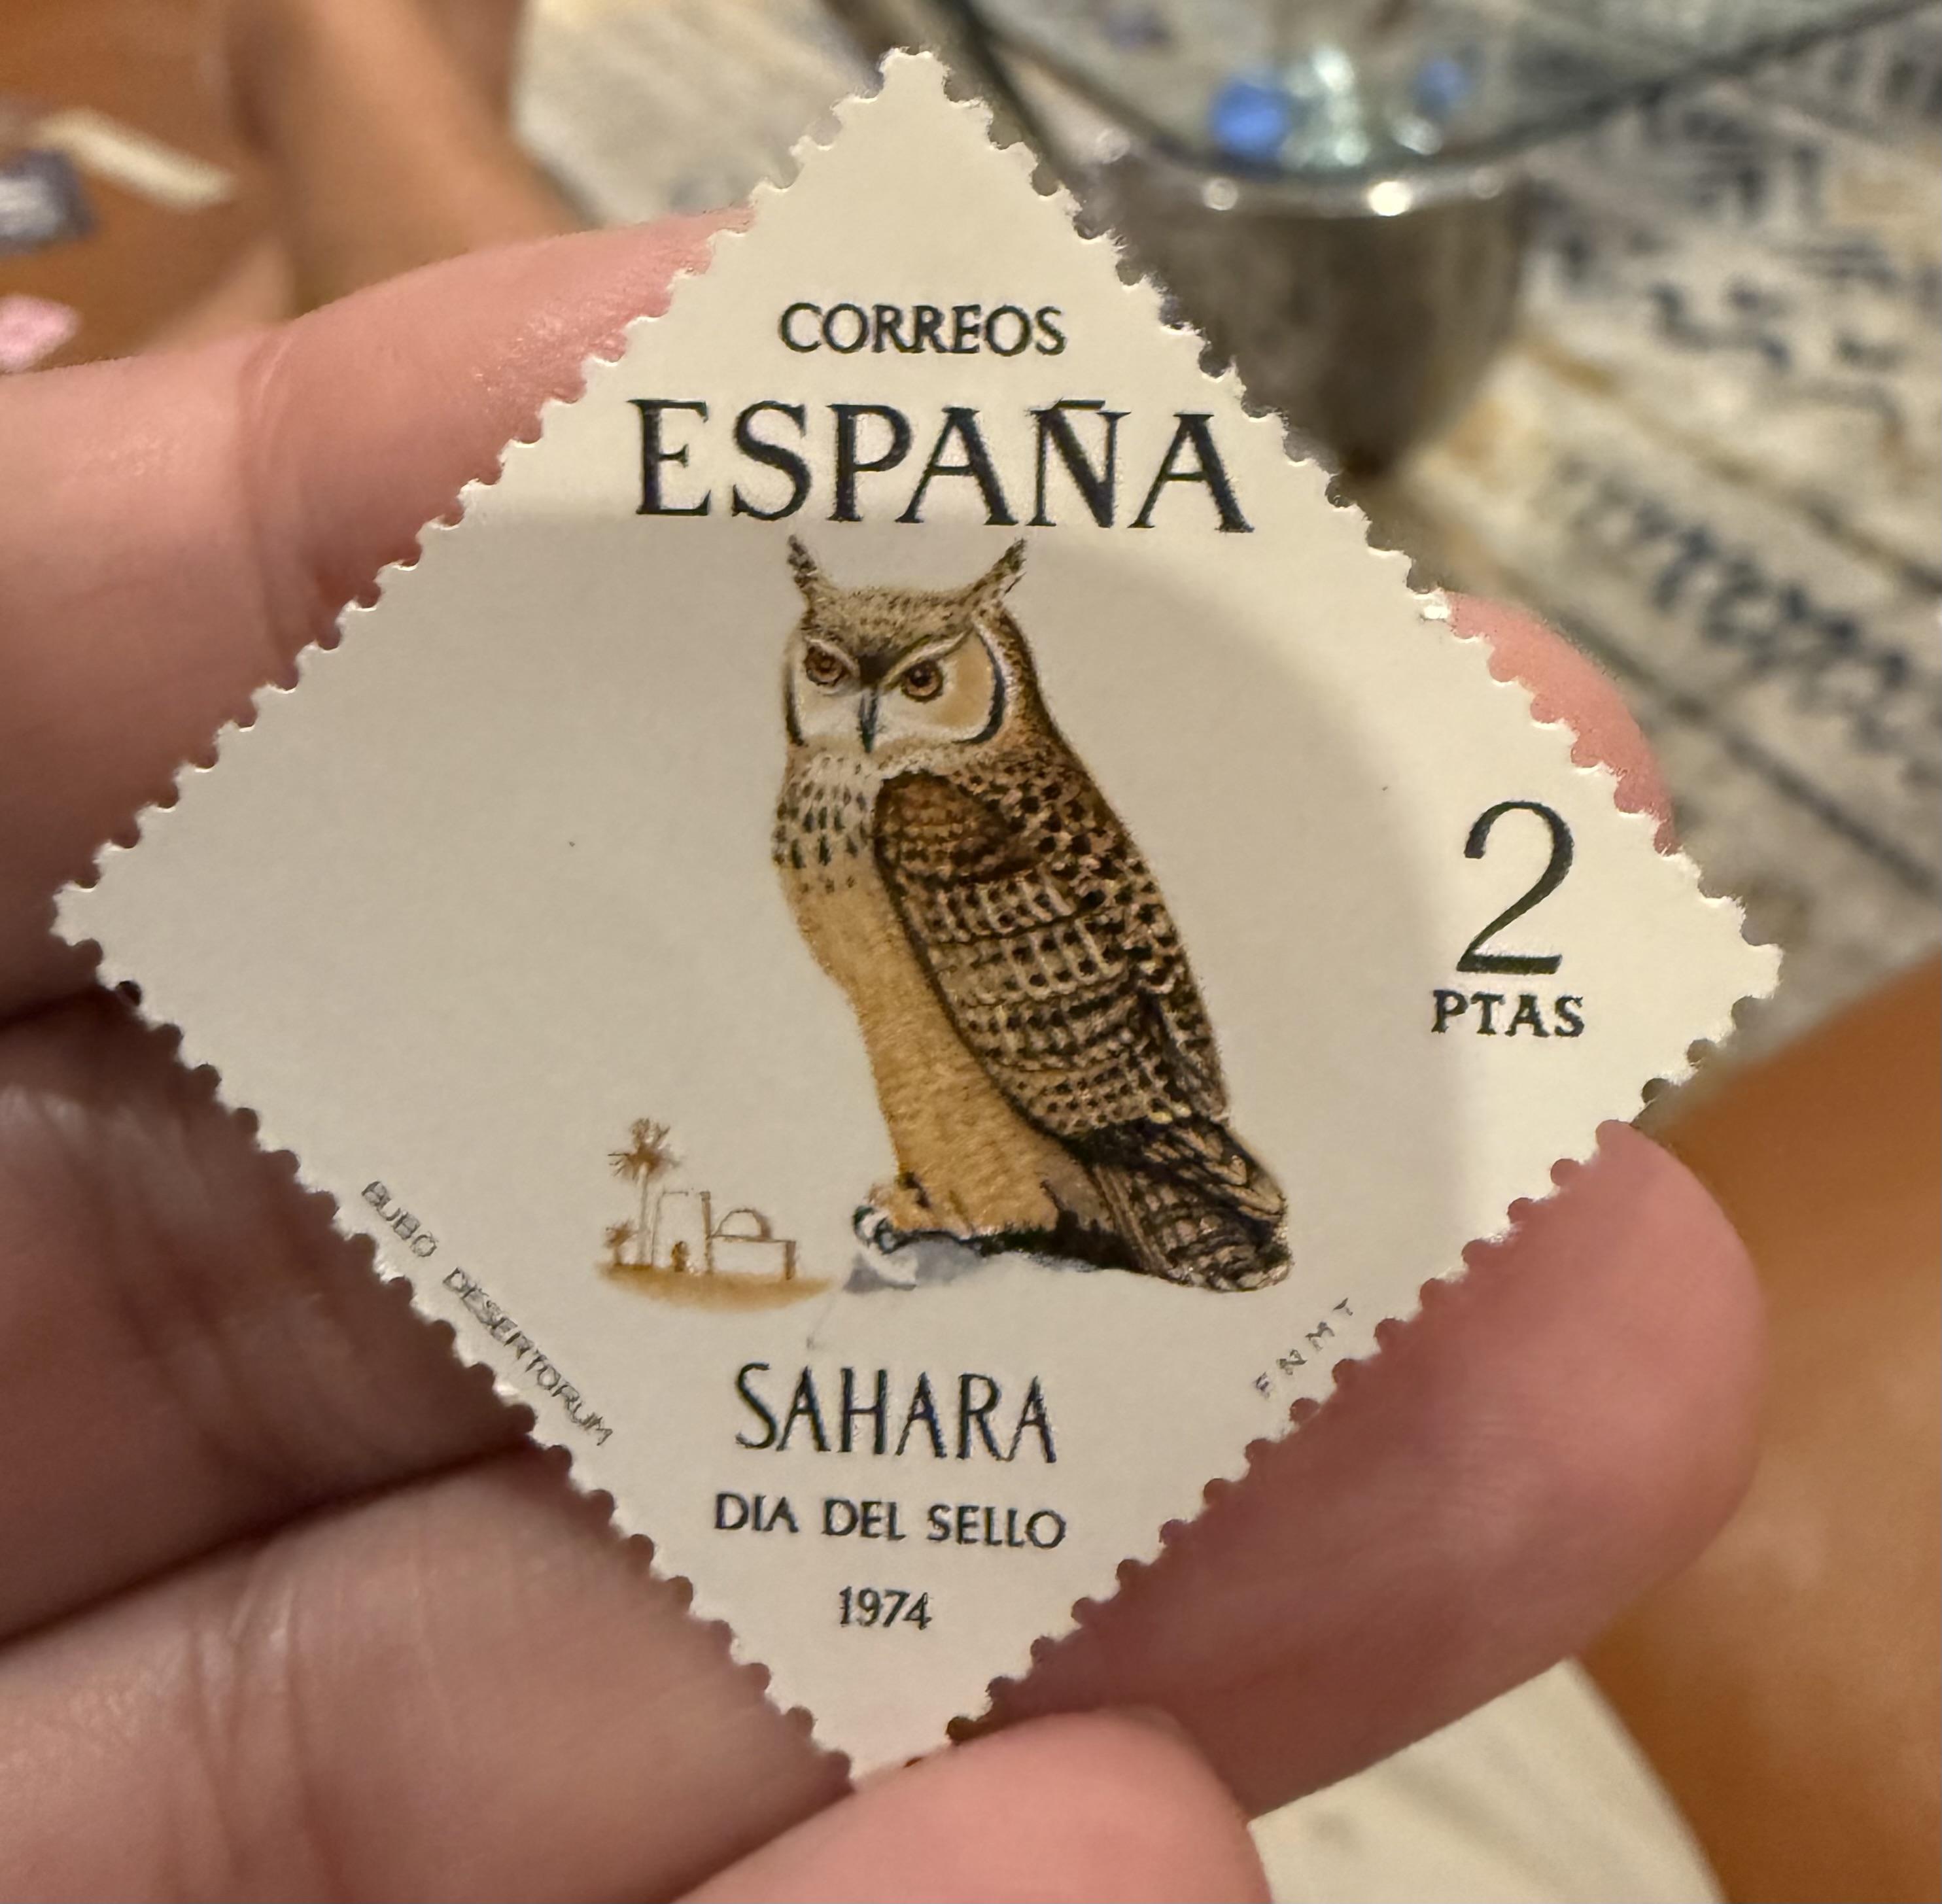 CORREOS
ESPAÑA
2
PTAS
BUBO DESERTORUM
F N M T
SAHARA
DIA DEL SELLO
1974